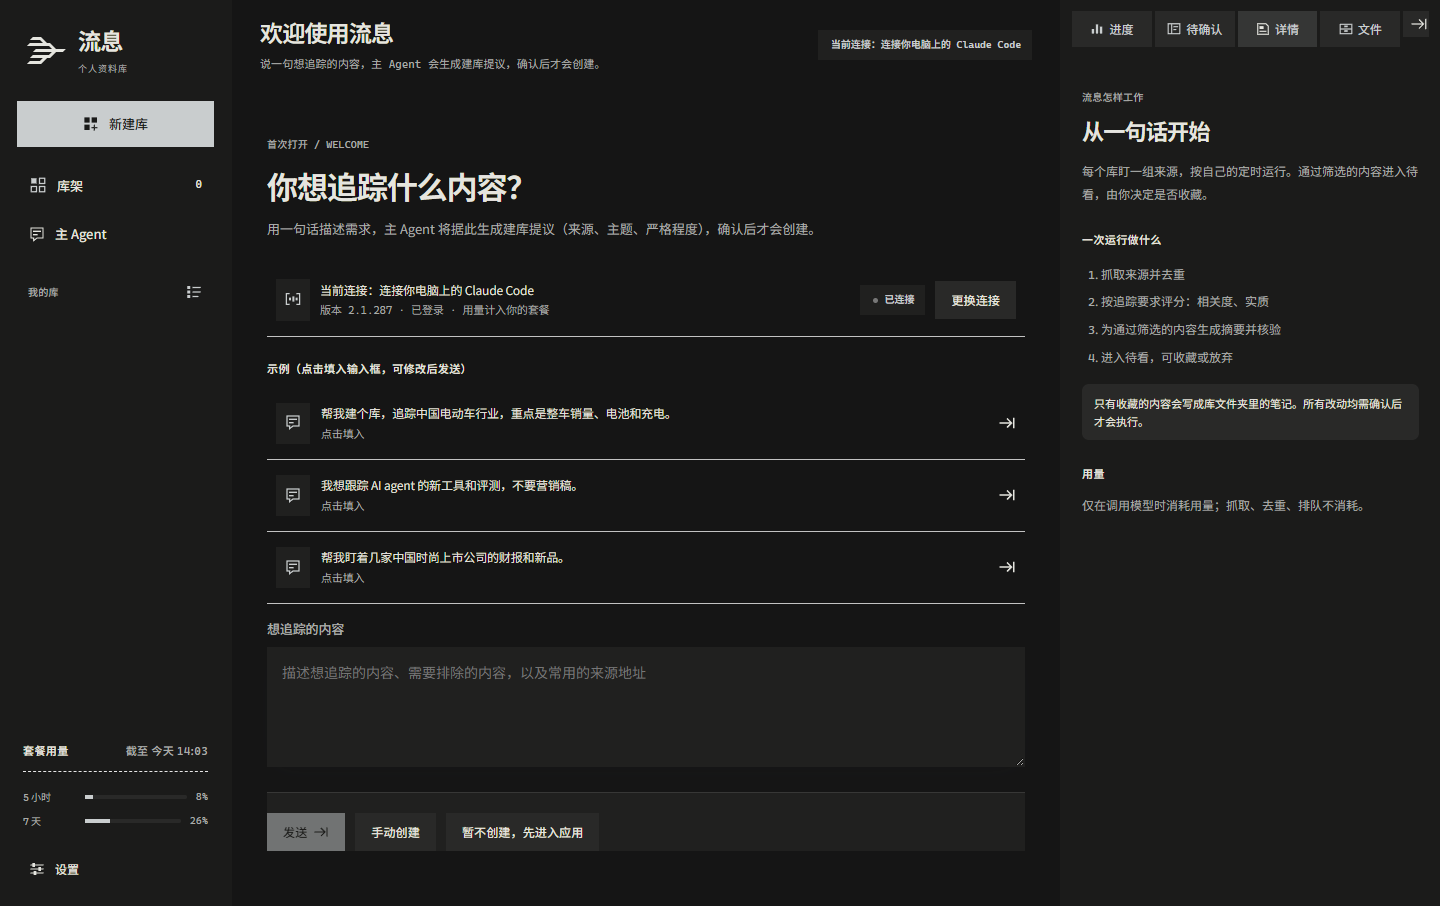 流息
个人资料库
新建库
库架 0
主 Agent
我的库
套餐用量 截至 今天 14:03
5 小时 8%
7 天 26%
设置
欢迎使用流息
说一句想追踪的内容，主 Agent 会生成建库提议，确认后才会创建。
当前连接：连接你电脑上的 Claude Code
首次打开 / WELCOME
你想追踪什么内容？
用一句话描述需求，主 Agent 将据此生成建库提议（来源、主题、严格程度），确认后才会创建。
当前连接：连接你电脑上的 Claude Code
版本 2.1.287 · 已登录 · 用量计入你的套餐
已连接
更换连接
示例（点击填入输入框，可修改后发送）
帮我建个库，追踪中国电动车行业，重点是整车销量、电池和充电。
点击填入
我想跟踪 AI agent 的新工具和评测，不要营销稿。
点击填入
帮我盯着几家中国时尚上市公司的财报和新品。
点击填入
想追踪的内容
描述想追踪的内容、需要排除的内容，以及常用的来源地址
发送
手动创建
暂不创建，先进入应用
进度
待确认
详情
文件
流息怎样工作
从一句话开始
每个库盯一组来源，按自己的定时运行。通过筛选的内容进入待
看，由你决定是否收藏。
一次运行做什么
1. 抓取来源并去重
2. 按追踪要求评分：相关度、实质
3. 为通过筛选的内容生成摘要并核验
4. 进入待看，可收藏或放弃
只有收藏的内容会写成库文件夹里的笔记。所有改动均需确认后
才会执行。
用量
仅在调用模型时消耗用量；抓取、去重、排队不消耗。